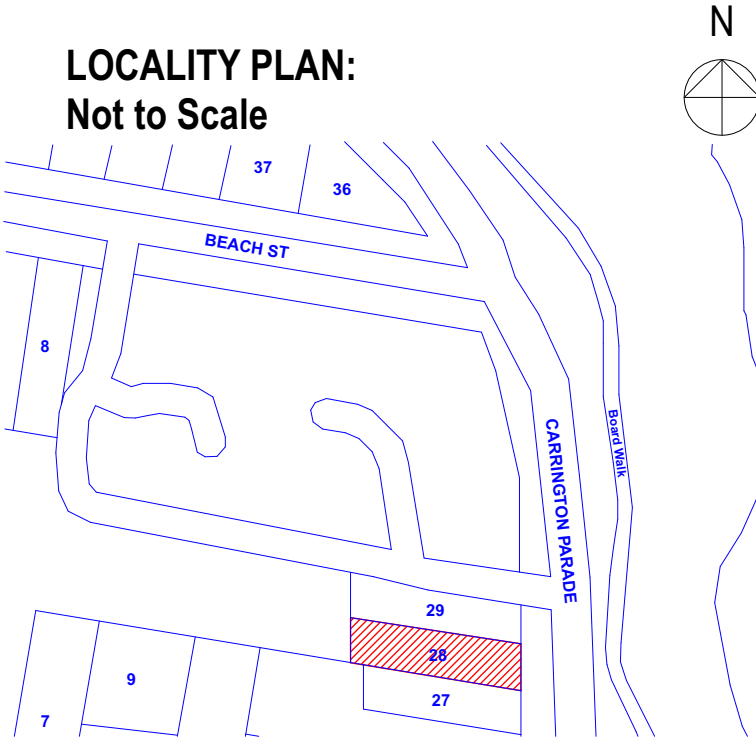 N
LOCALITY PLAN:
Not to Scale
37
36
BEACH ST
8
CARRINGTON PARADE
Board Walk
29
28
27
9
7